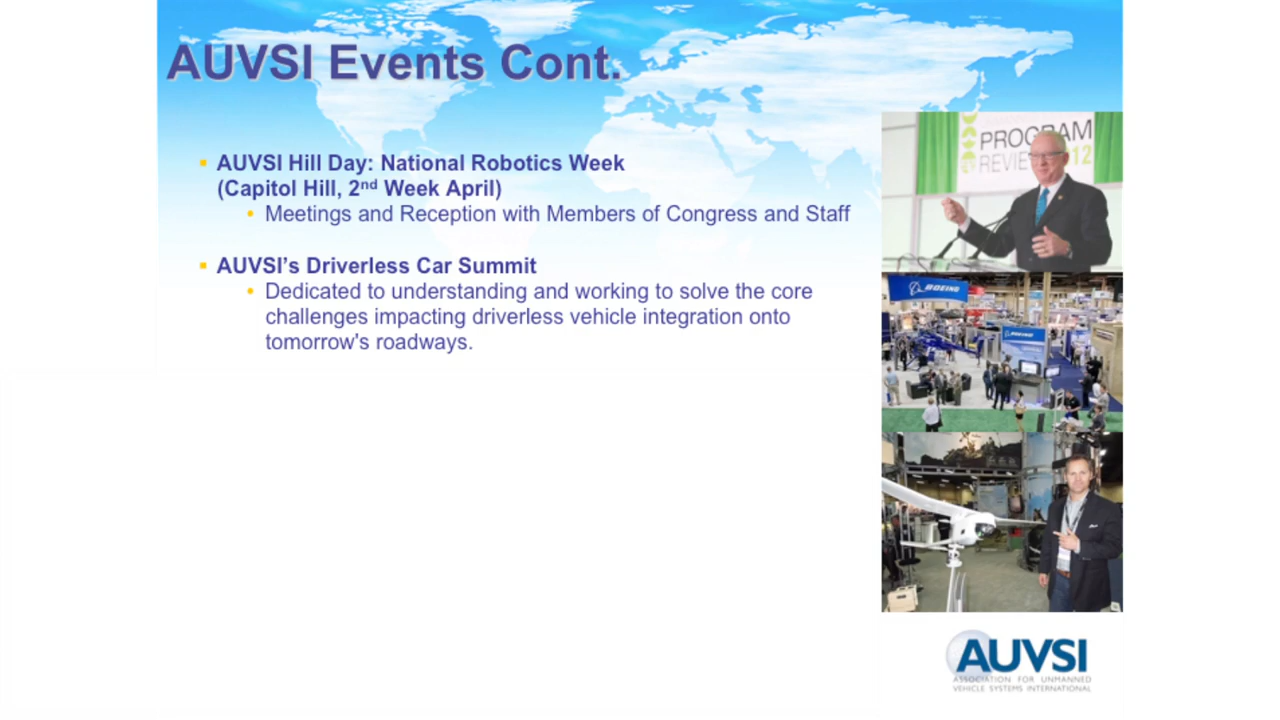 AUVSI Events Cont.
▪ AUVSI Hill Day: National Robotics Week
(Capitol Hill, 2nd Week April)
• Meetings and Reception with Members of Congress and Staff
▪ AUVSI’s Driverless Car Summit
• Dedicated to understanding and working to solve the core
challenges impacting driverless vehicle integration onto
tomorrow's roadways.
PROGRAM
REVIEW 2012
BOEING
BOEING
AUVSI
ASSOCIATION FOR UNMANNED
VEHICLE SYSTEMS INTERNATIONAL